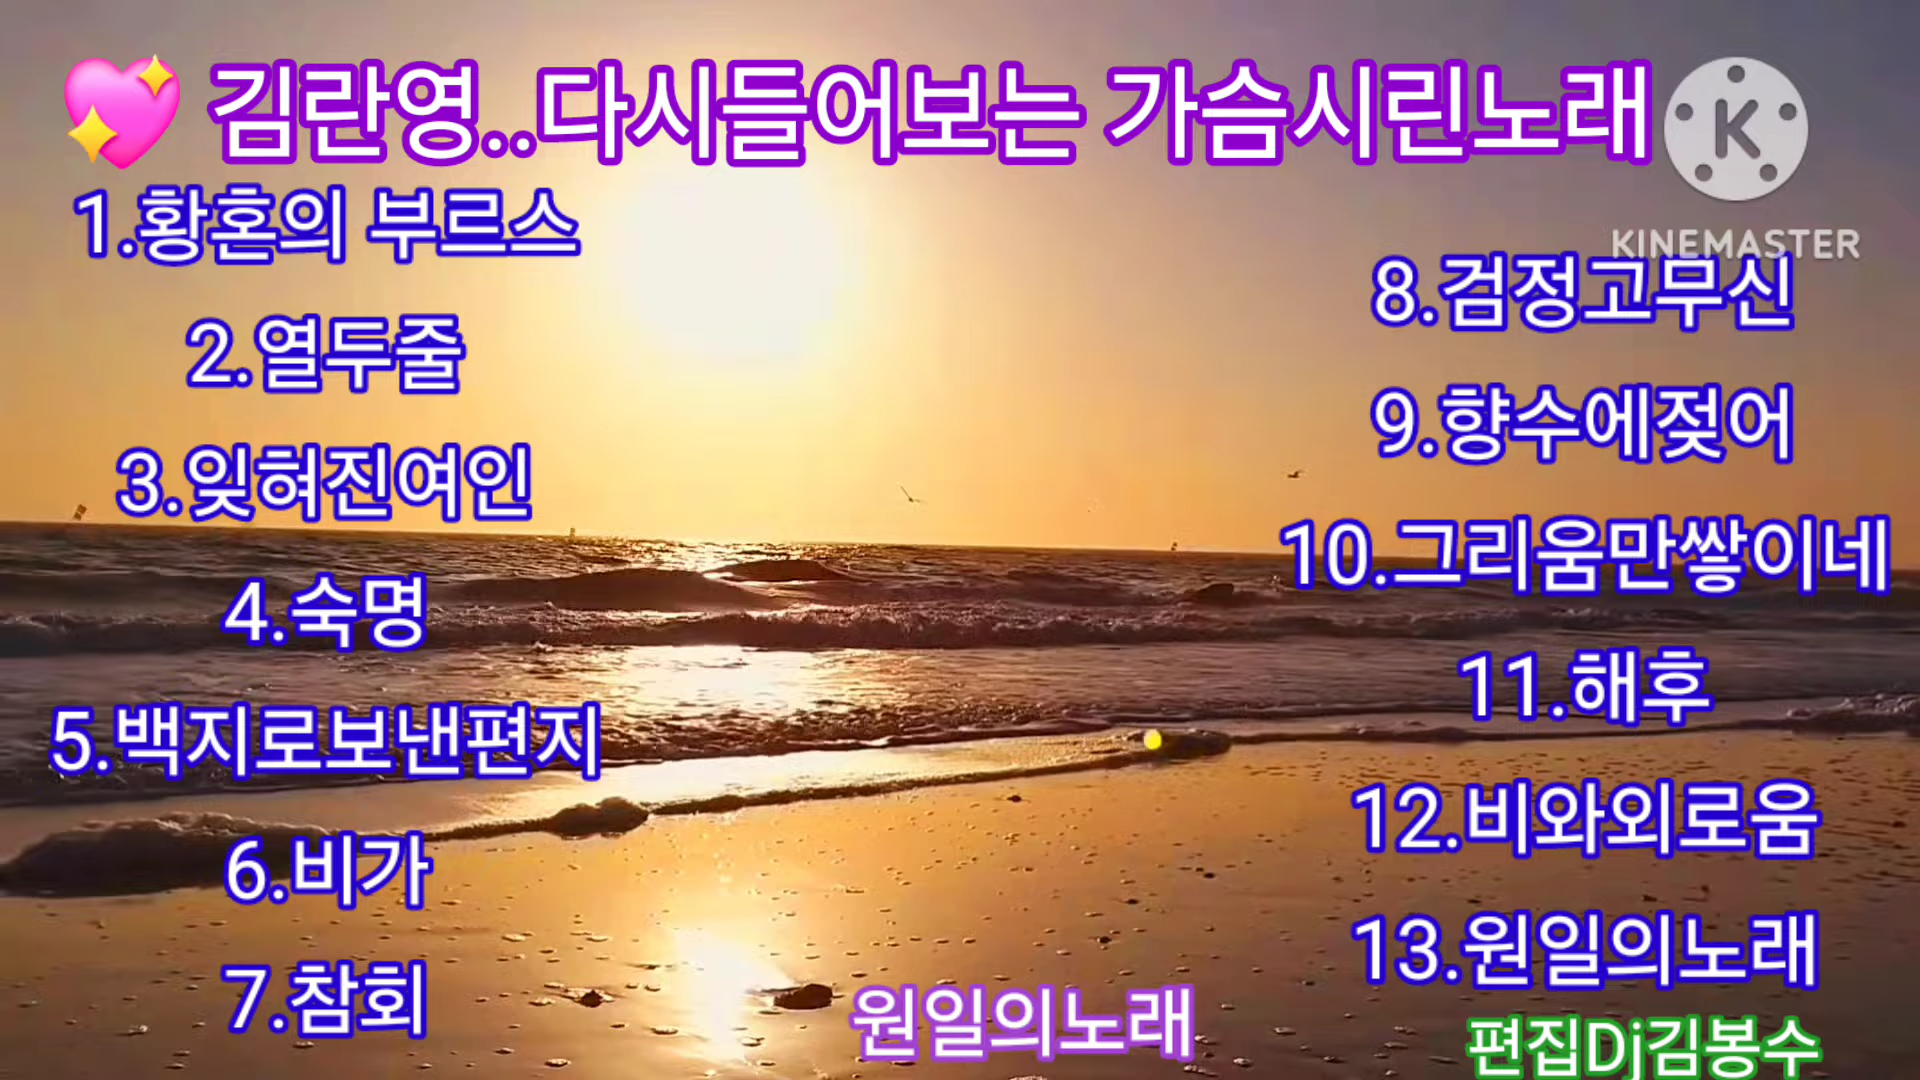 💖 김란영..다시들어보는 가슴시린노래
KINEMASTER
1.황혼의 부르스
2.열두줄
3.잊혀진여인
4.숙명
5.백지로보낸편지
6.비가
7.참회
8.검정고무신
9.향수에젖어
10.그리움만쌓이네
11.해후
12.비와외로움
13.원일의노래
원일의노래
편집Dj김봉수